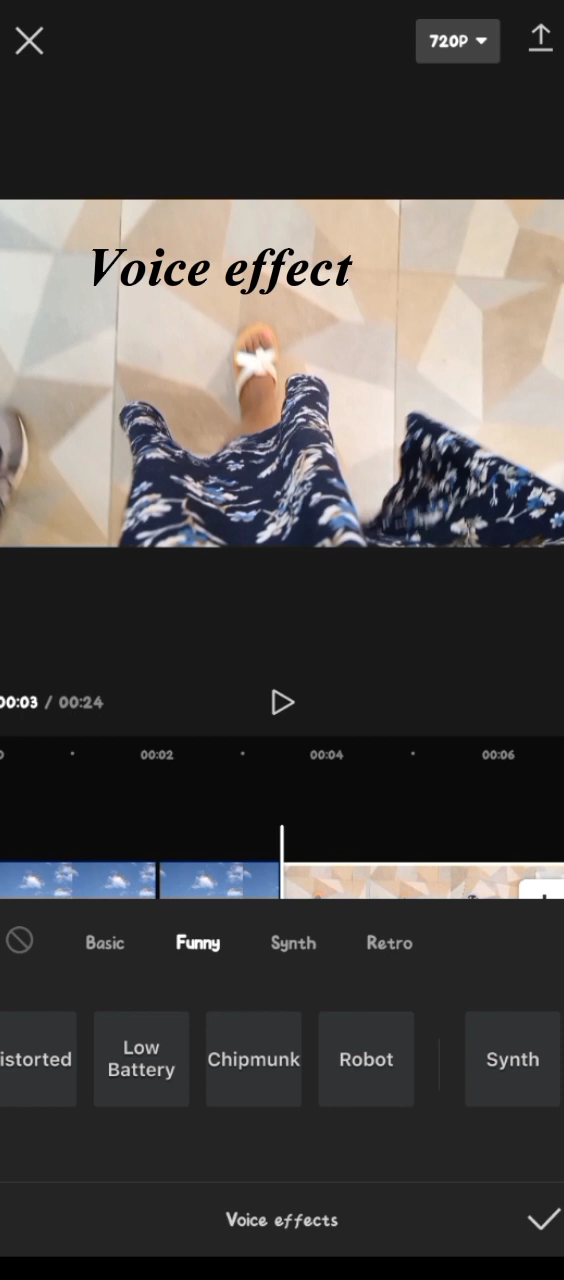 720P
Voice effect
00:03 / 00:24
00:02 00:04 00:06
Basic Funny Synth Retro
istorted Low Battery Chipmunk Robot Synth
Voice effects